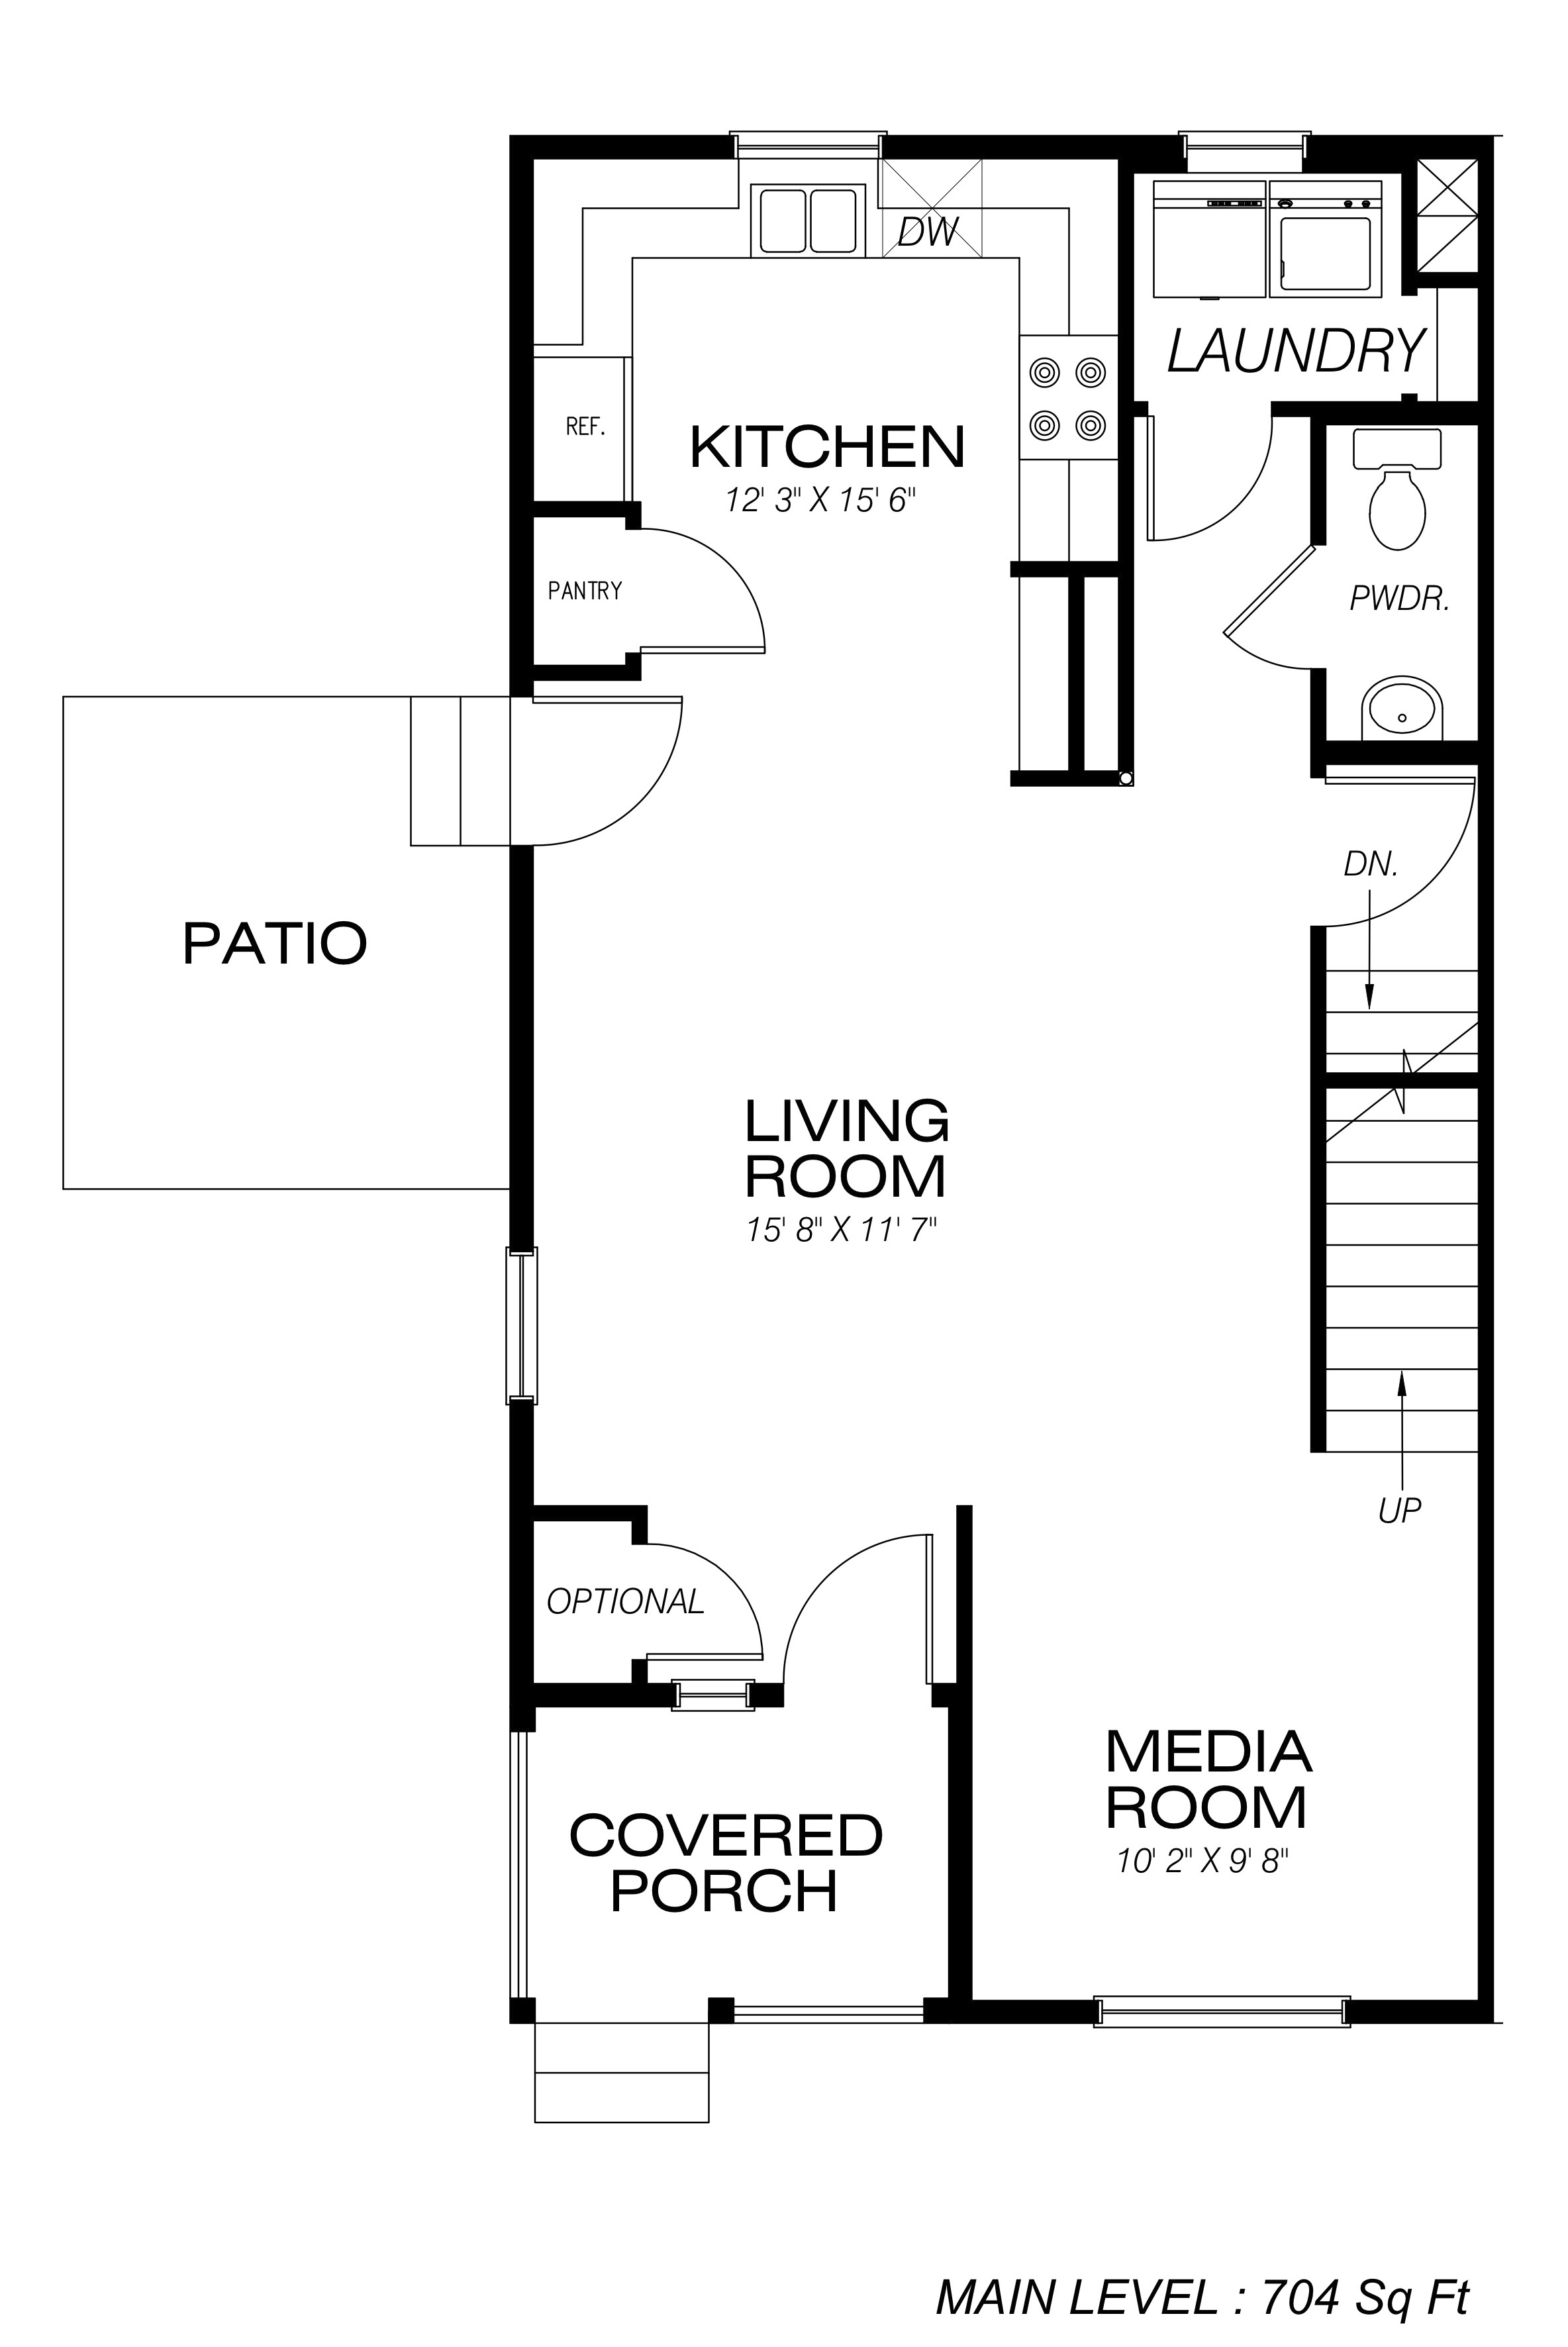 DW
LAUNDRY
REF.
KITCHEN
12' 3" X 15' 6"
PANTRY
PWDR.
DN.
PATIO
LIVING
ROOM
15' 8" X 11' 7"
UP
OPTIONAL
MEDIA
ROOM
10' 2" X 9' 8"
COVERED
PORCH
MAIN LEVEL : 704 Sq Ft